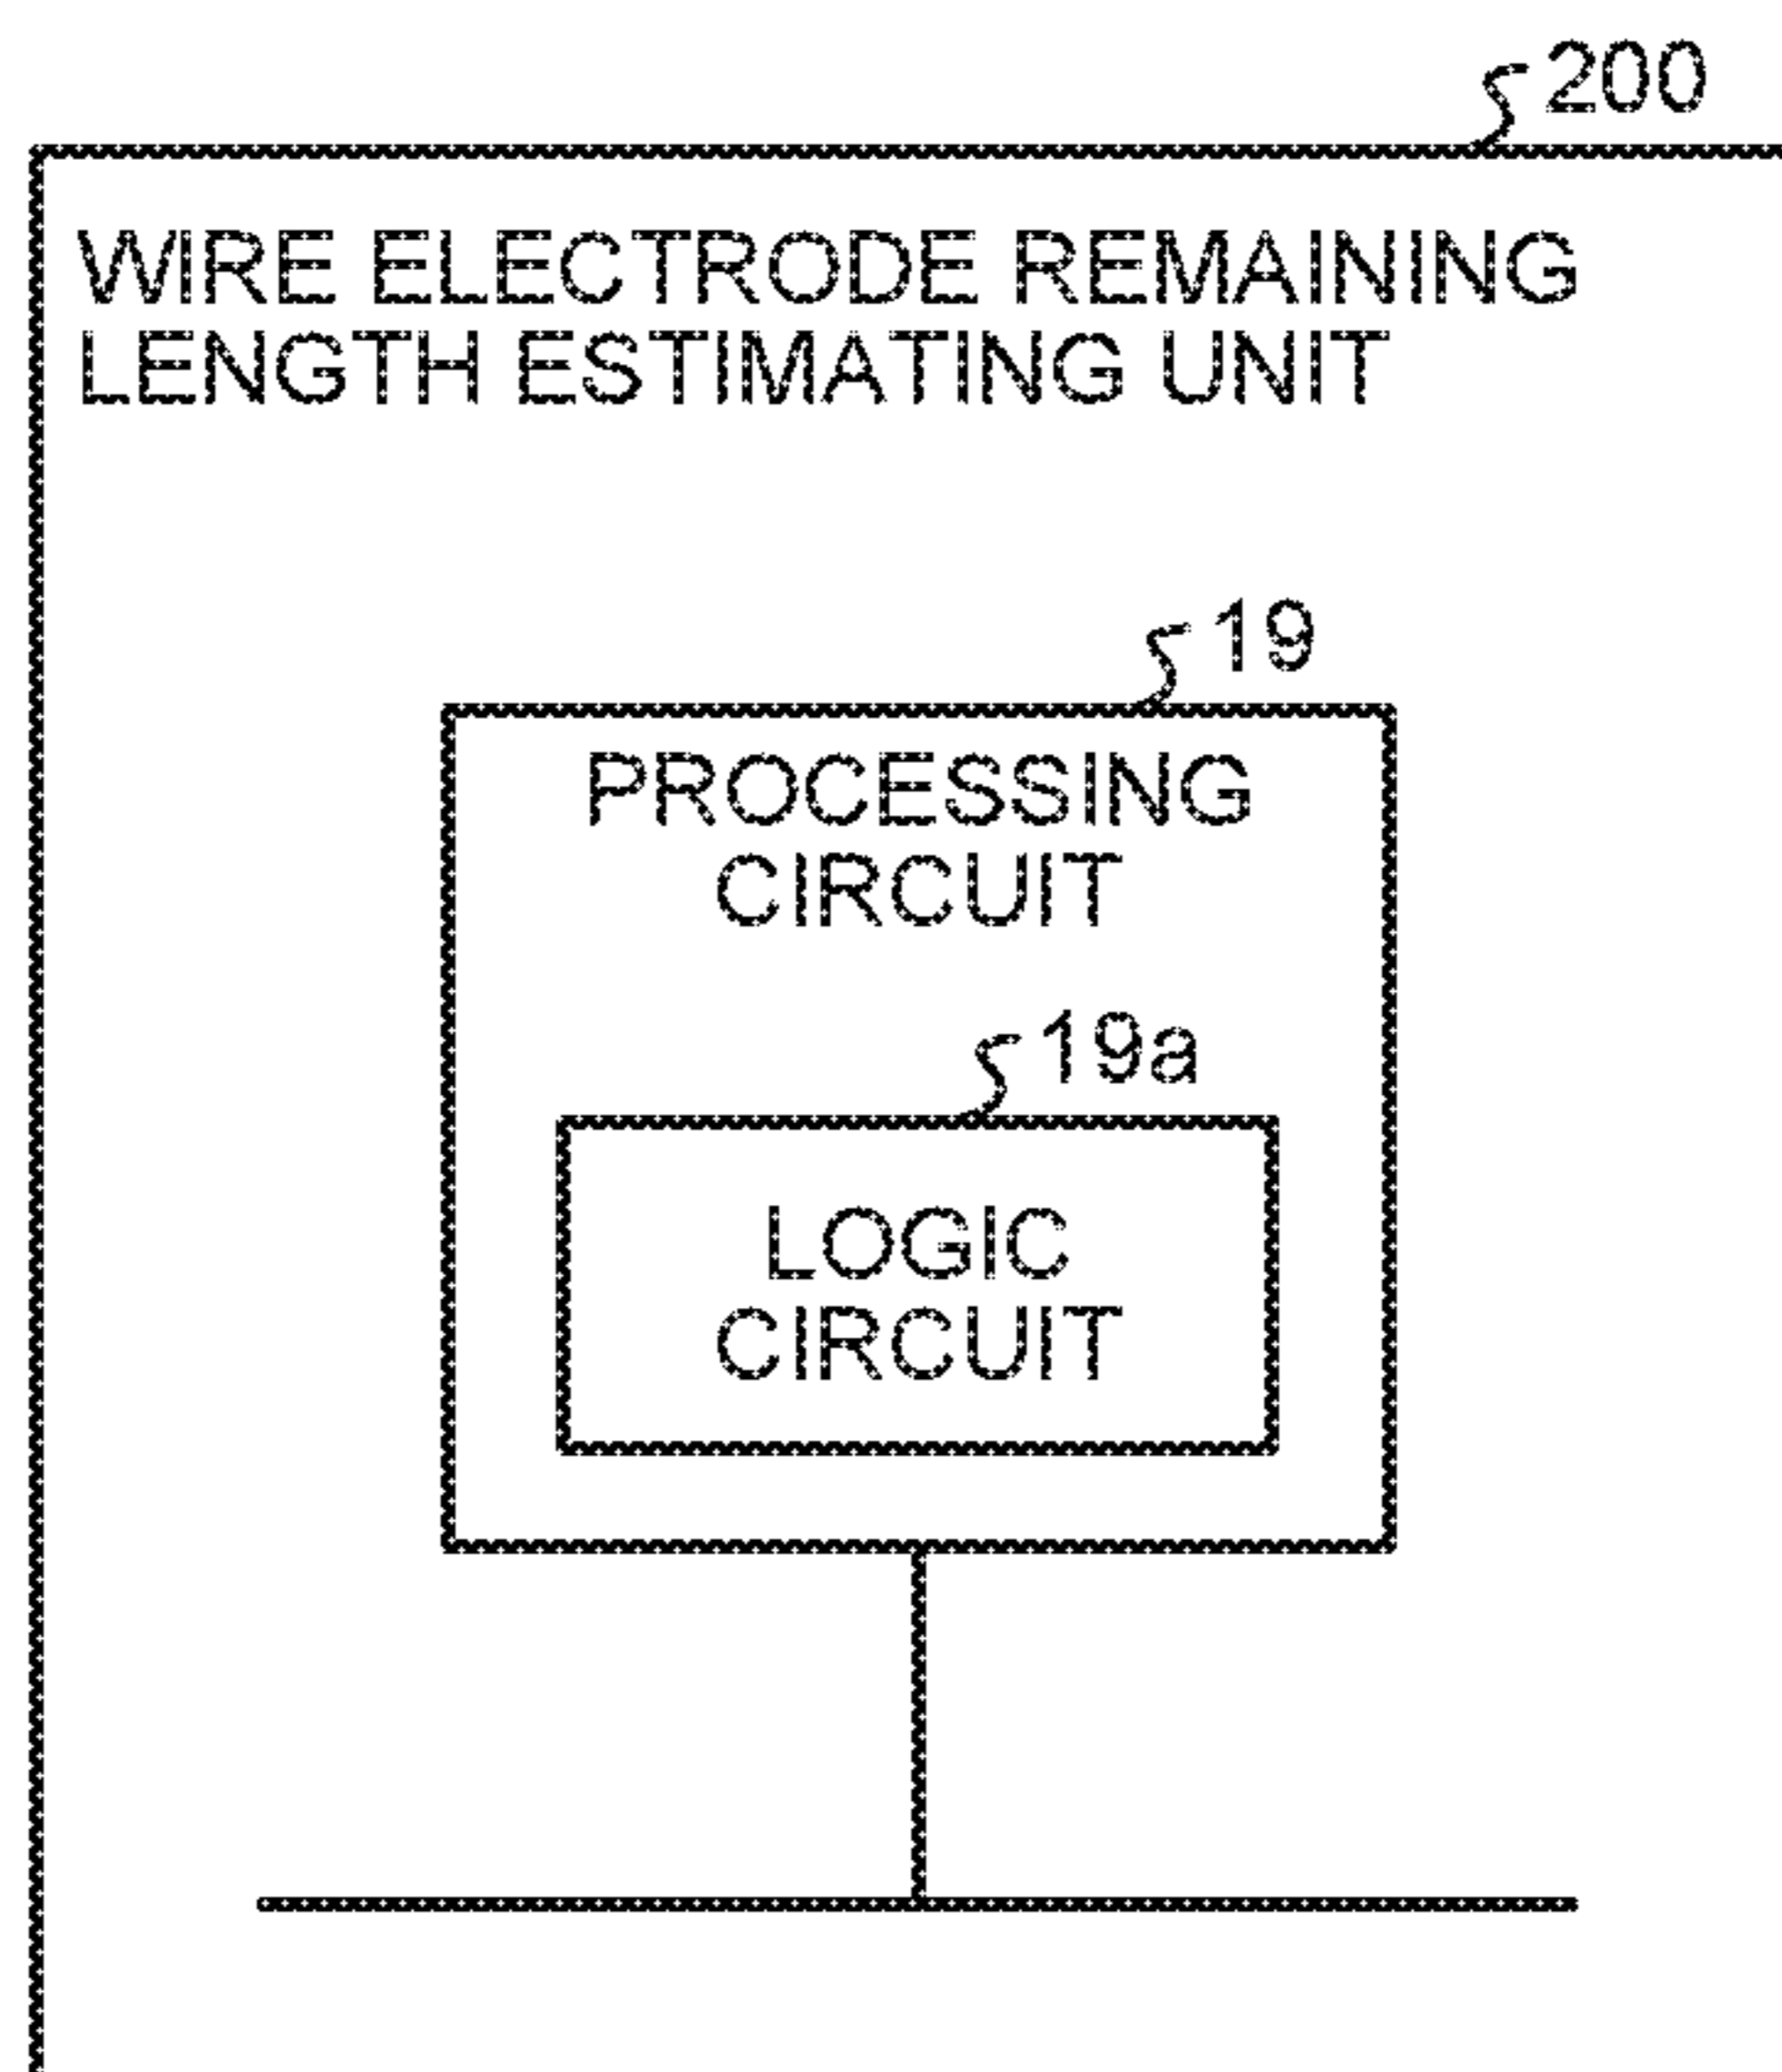 200
WIRE ELECTRODE REMAINING
LENGTH ESTIMATING UNIT
19
PROCESSING
CIRCUIT
19a
LOGIC
CIRCUIT